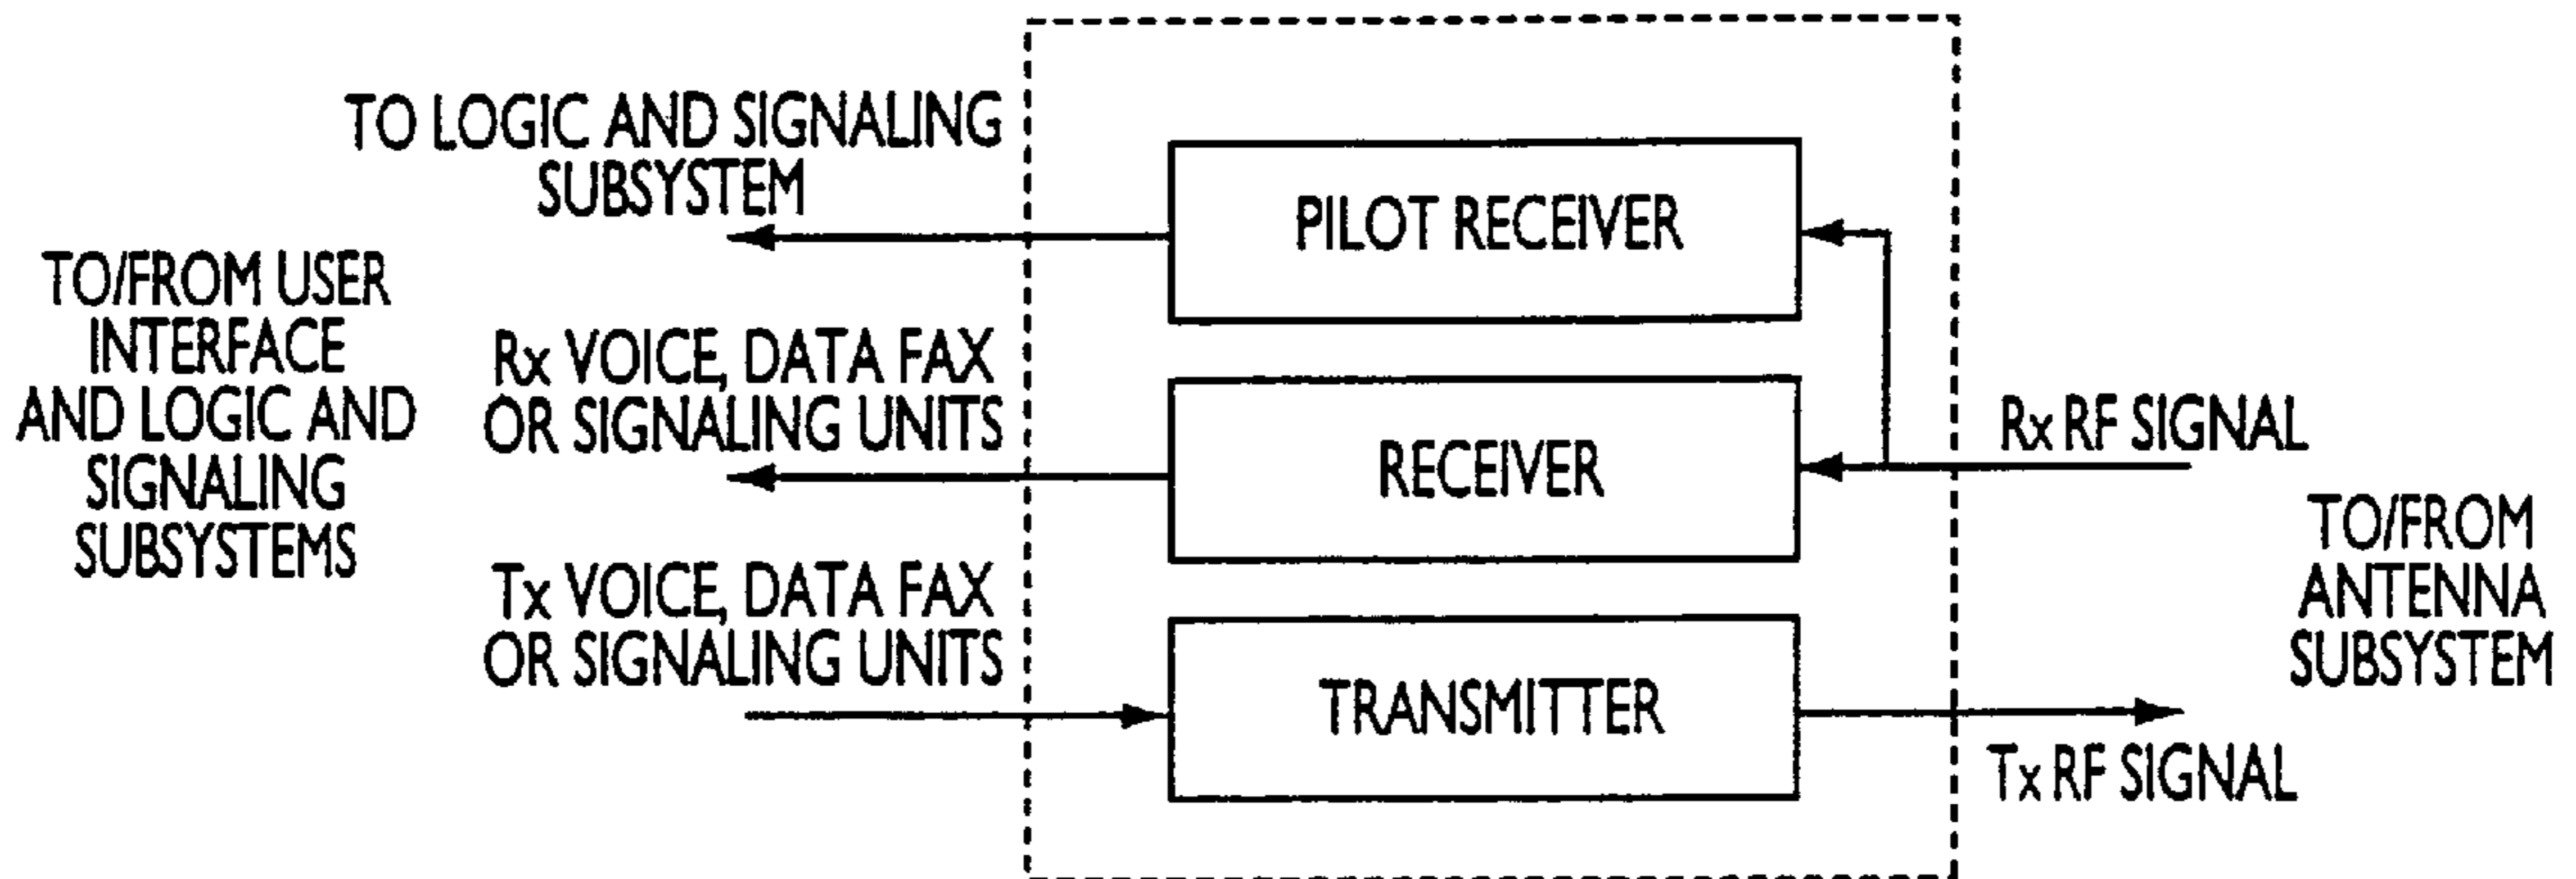 TO LOGIC AND SIGNALING
SUBSYSTEM
PILOT RECEIVER
TO/FROM USER
INTERFACE
AND LOGIC AND
SIGNALING
SUBSYSTEMS
Rx VOICE, DATA FAX
OR SIGNALING UNITS
RECEIVER
Rx RF SIGNAL
TO/FROM
ANTENNA
SUBSYSTEM
Tx VOICE, DATA FAX
OR SIGNALING UNITS
TRANSMITTER
Tx RF SIGNAL